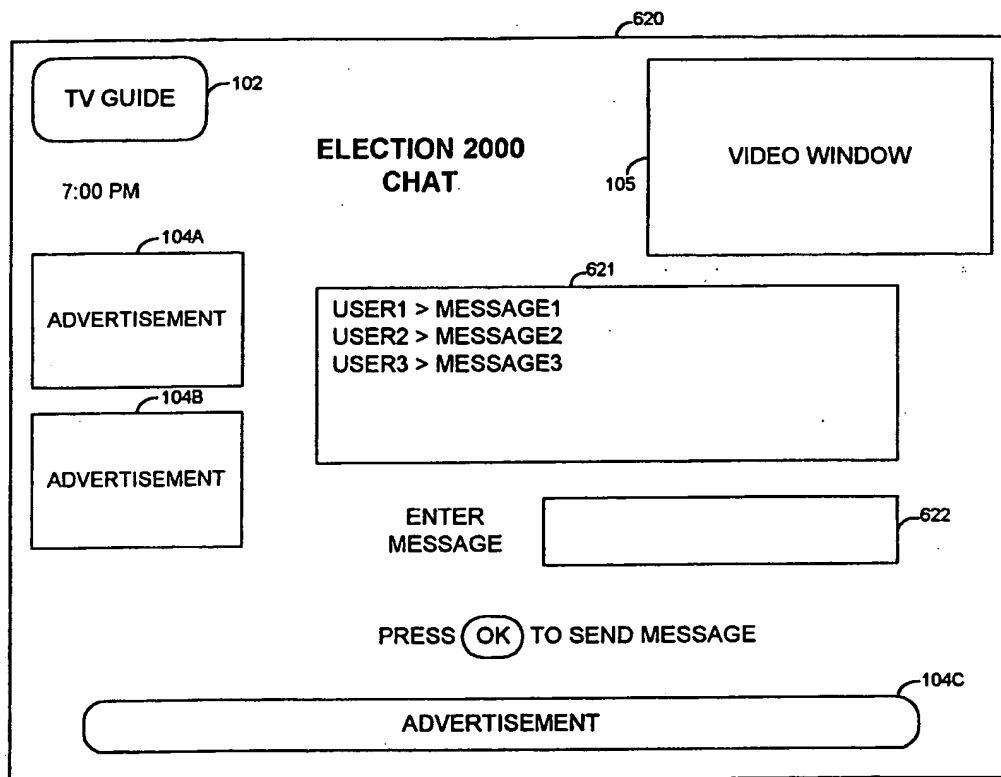 620
TV GUIDE
102
ELECTION 2000
CHAT
VIDEO WINDOW
105
7:00 PM
104A
ADVERTISEMENT
621
USER1 > MESSAGE1
USER2 > MESSAGE2
USER3 > MESSAGE3
104B
ADVERTISEMENT
ENTER
MESSAGE
622
PRESS OK TO SEND MESSAGE
104C
ADVERTISEMENT